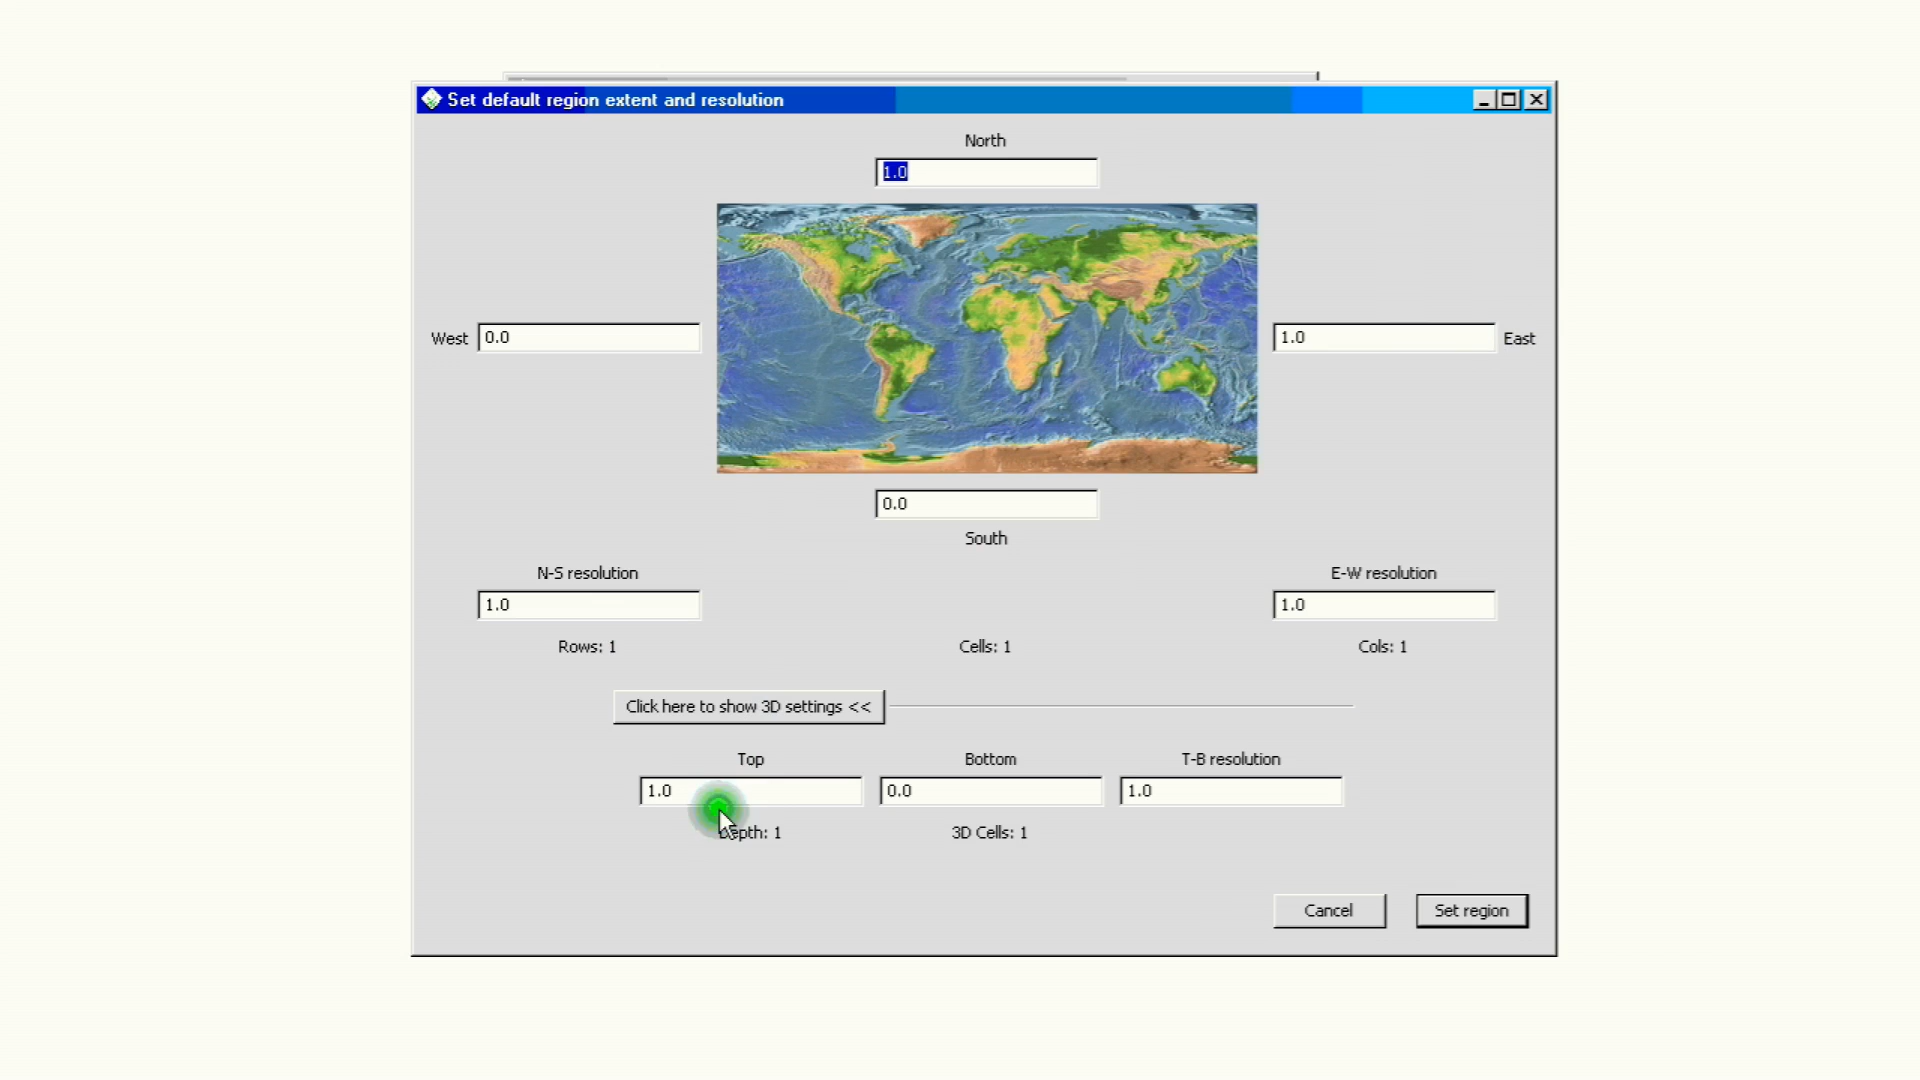 Set default region extent and resolution
North
1.0
West 0.0
1.0 East
0.0
South
N-S resolution
E-W resolution
1.0
1.0
Rows: 1
Cells: 1
Cols: 1
Click here to show 3D settings <<
Top
Bottom
T-B resolution
1.0
0.0
1.0
Depth: 1
3D Cells: 1
Cancel
Set region